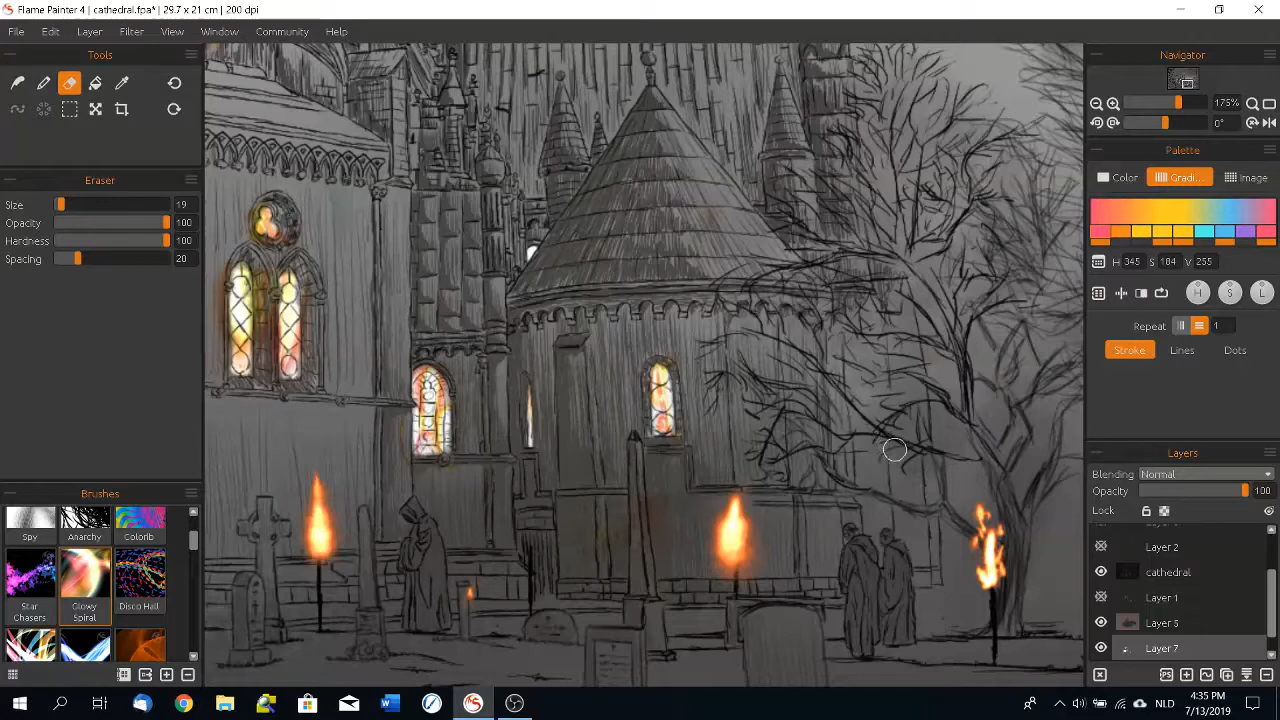 Flame Painter 4 | cathedral.fpa* | 29.7 x 21 cm | 200 dpi
File Edit Layer Filter View Window Community Help
Tools
Eraser
Size 19
Opacity 100
Hardness 100
Spacing 20
Brushes
Spy Anarchy Colorib
Star Chasers Glowy Spiral Disco Hall
Navigator
175%
0°
Palette
Color Gradi... Image
H 345 S 184 V 255
H S L
Repeat 1
Stroke Lines Dots
Layers
Blending Normal
Opacity 100
Lock
Layer 2
cathedral
Layer 1
Layer 5
Layer 7
PS
NLD
4:35 PM
7/13/2019